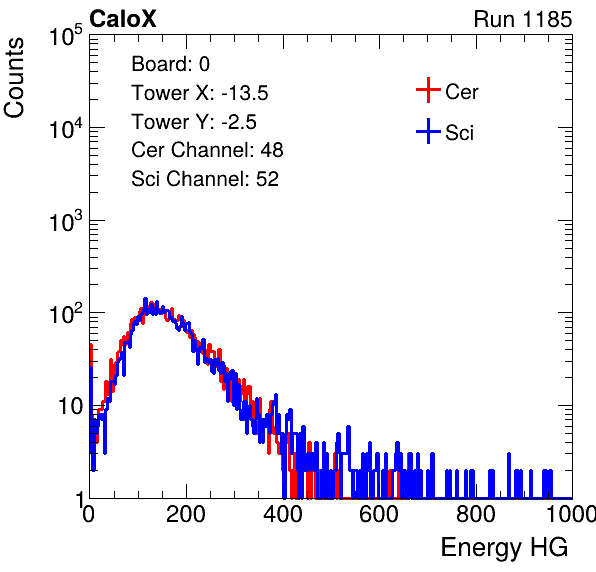 CaloX Run 1185
Counts
10^5
10^4
10^3
10^2
10
1
Board: 0
Tower X: -13.5
Tower Y: -2.5
Cer Channel: 48
Sci Channel: 52
Cer
Sci
0 200 400 600 800 1000
Energy HG